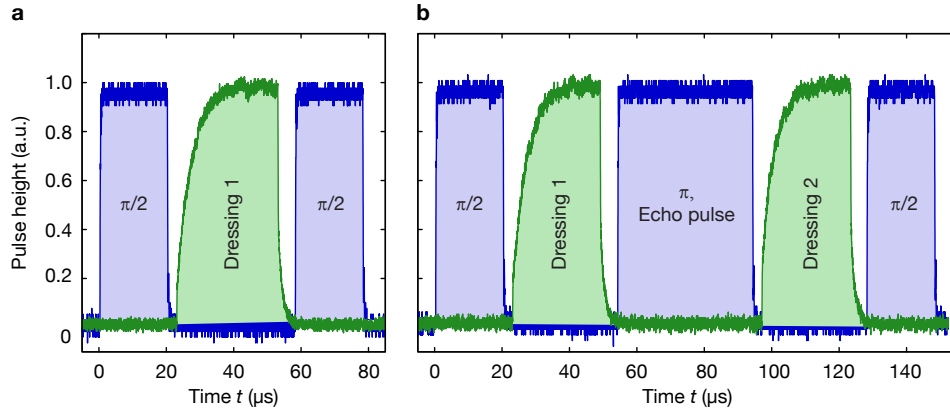 a
b
Pulse height (a.u.)
1.0
0.8
0.6
0.4
0.2
0
π/2
Dressing 1
π/2
π/2
Dressing 1
π,
Echo pulse
Dressing 2
π/2
0 20 40 60 80
0 20 40 60 80 100 120 140
Time t (μs)
Time t (μs)